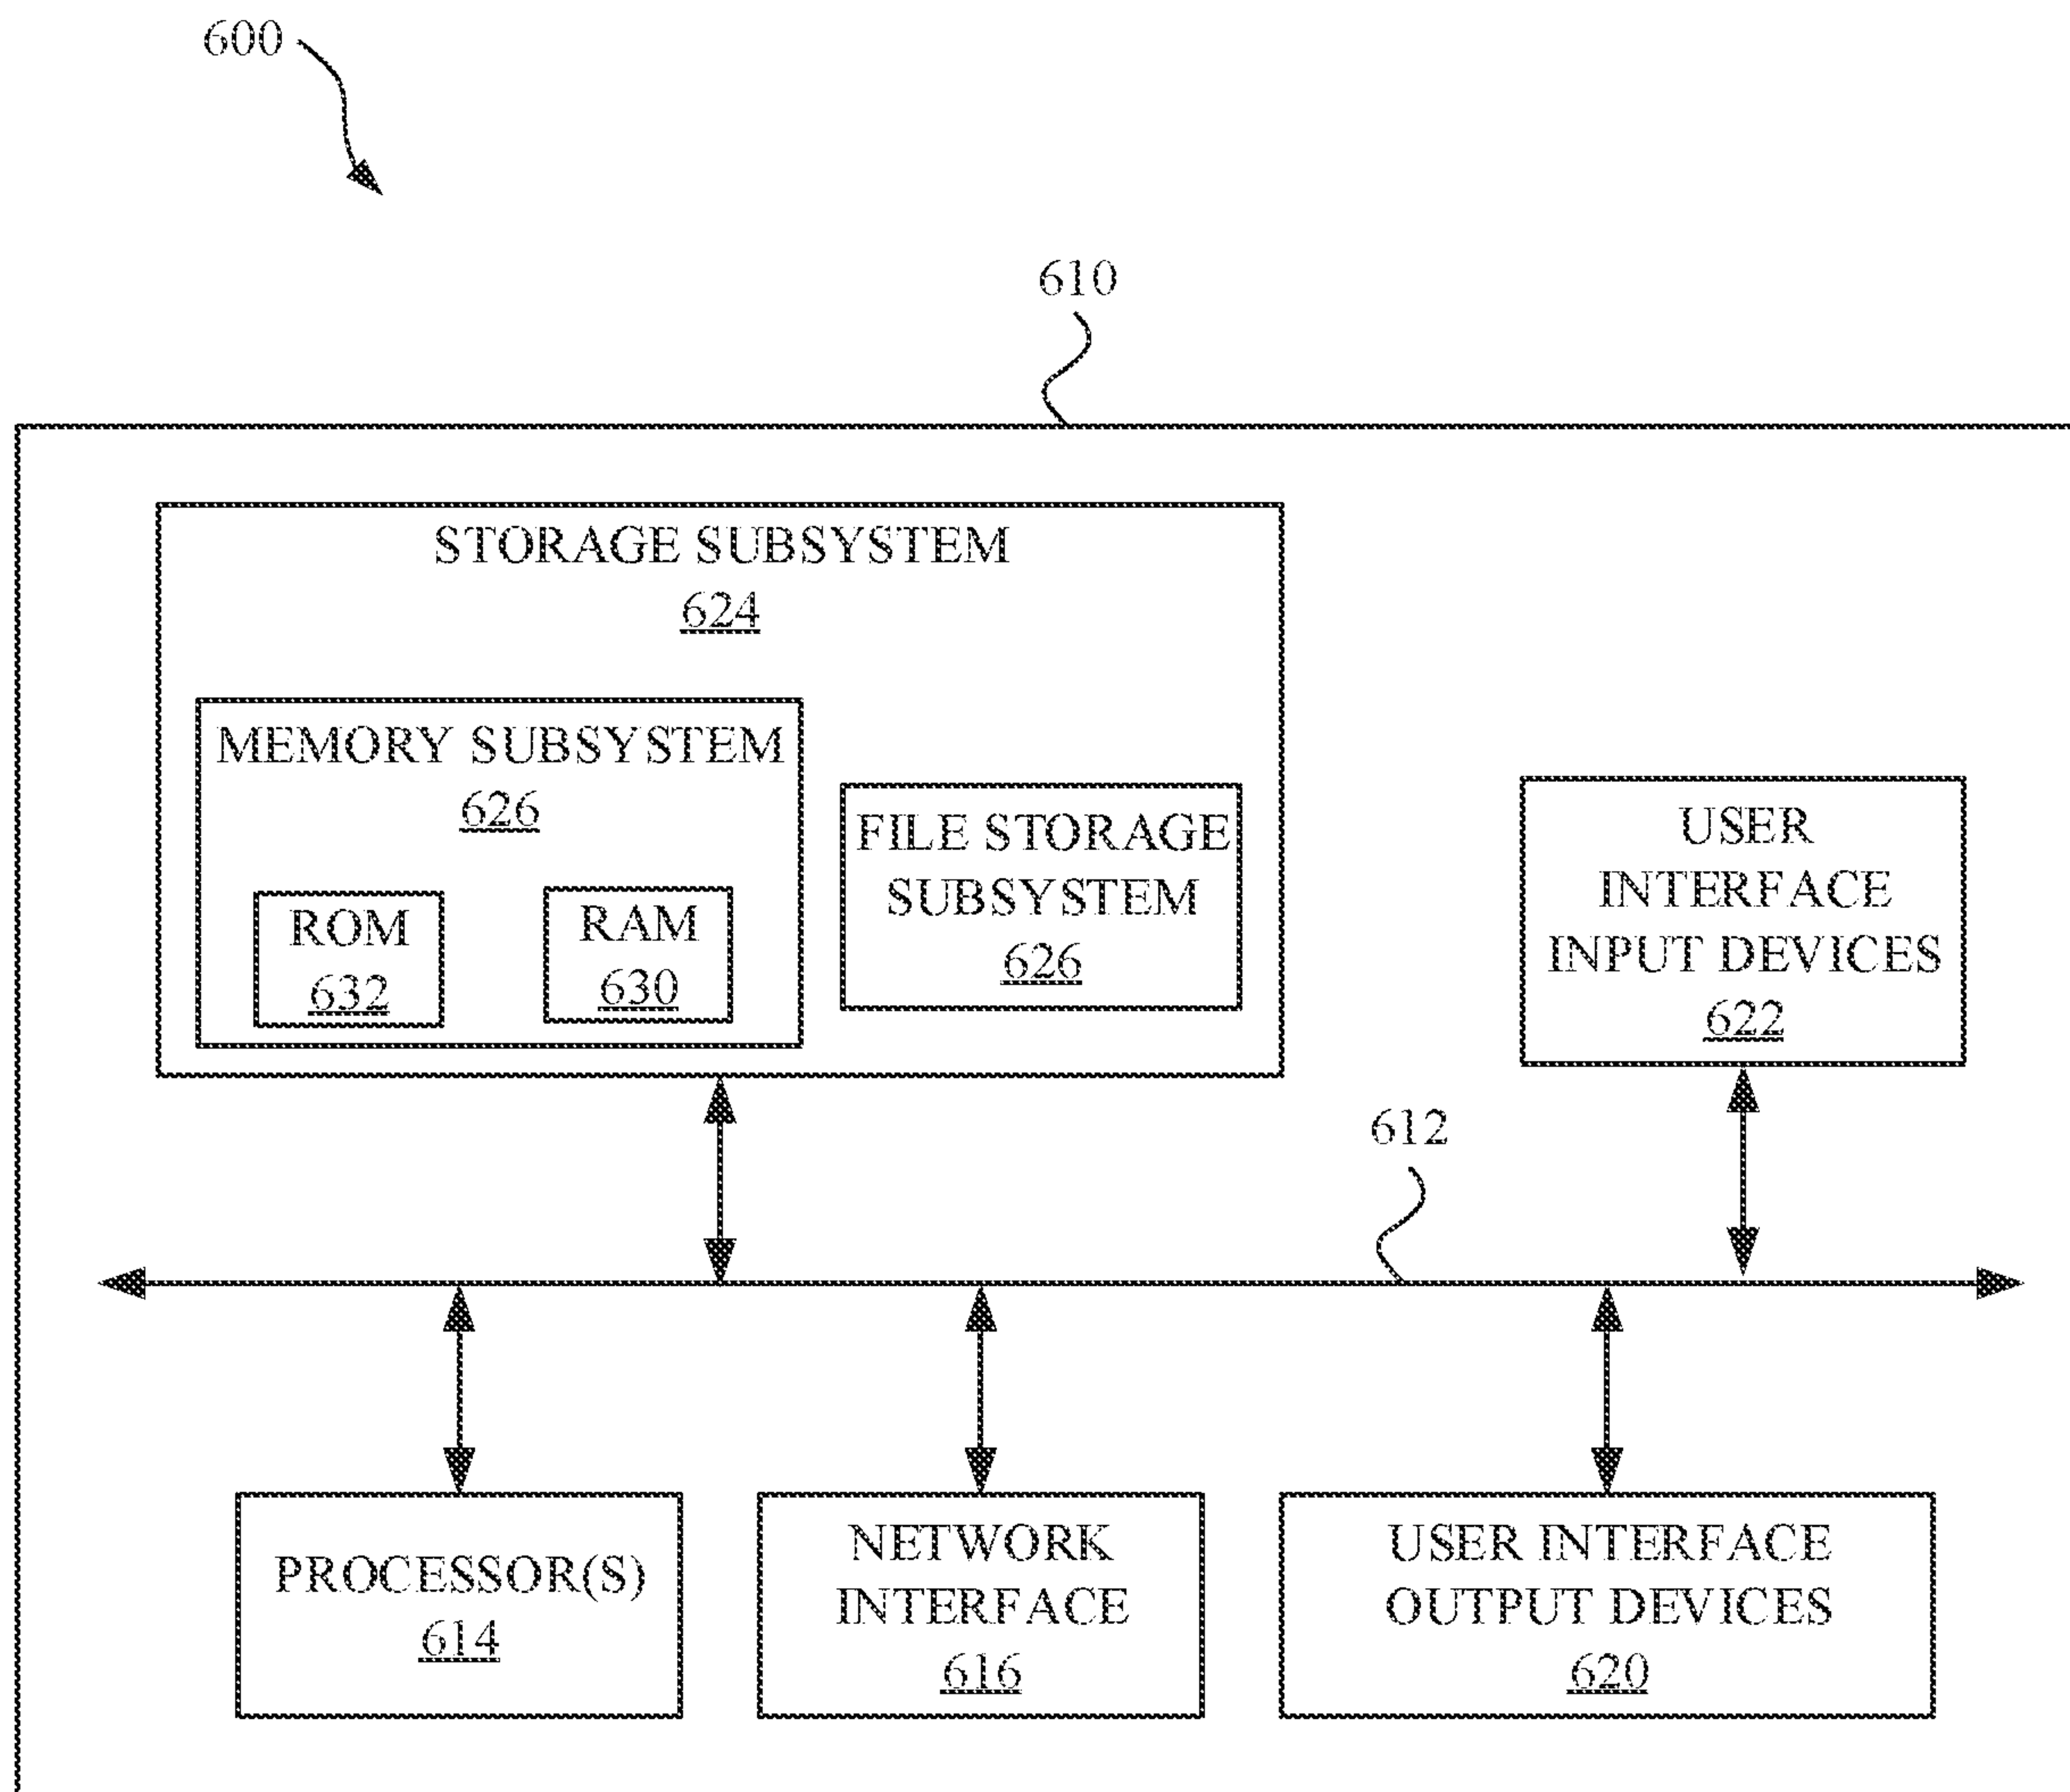 600
610
STORAGE SUBSYSTEM
624
MEMORY SUBSYSTEM
626
ROM
632
RAM
630
FILE STORAGE
SUBSYSTEM
626
USER
INTERFACE
INPUT DEVICES
622
612
PROCESSOR(S)
614
NETWORK
INTERFACE
616
USER INTERFACE
OUTPUT DEVICES
620